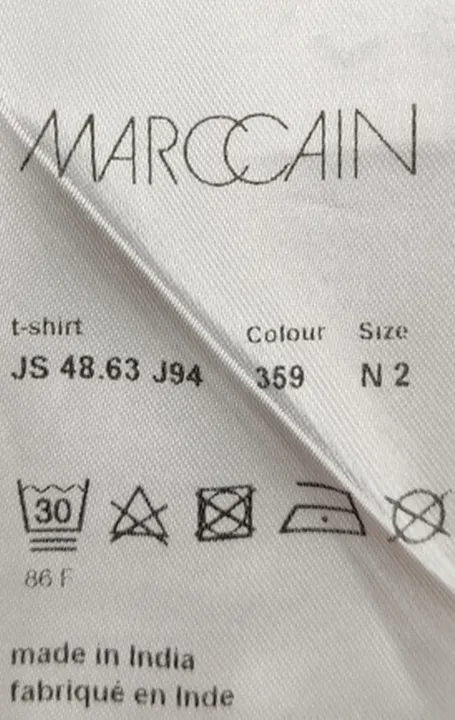 MARCCAIN
t-shirt Colour Size
JS 48.63 J94 359 N 2
30
86 F
made in India
fabriqué en Inde